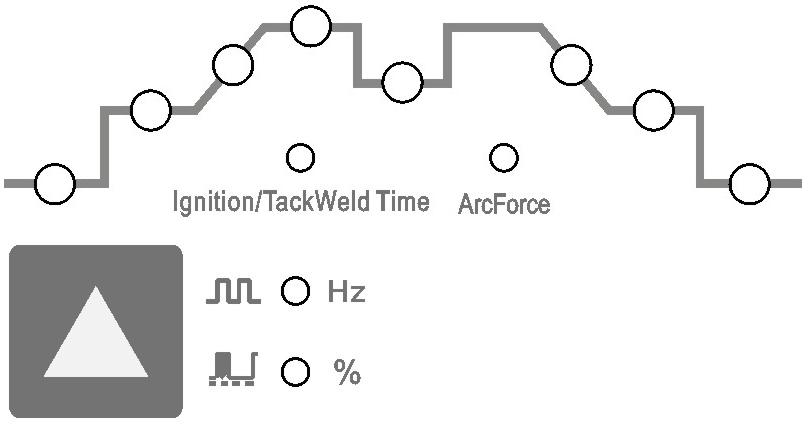 Ignition/TackWeld Time
ArcForce
Hz
%